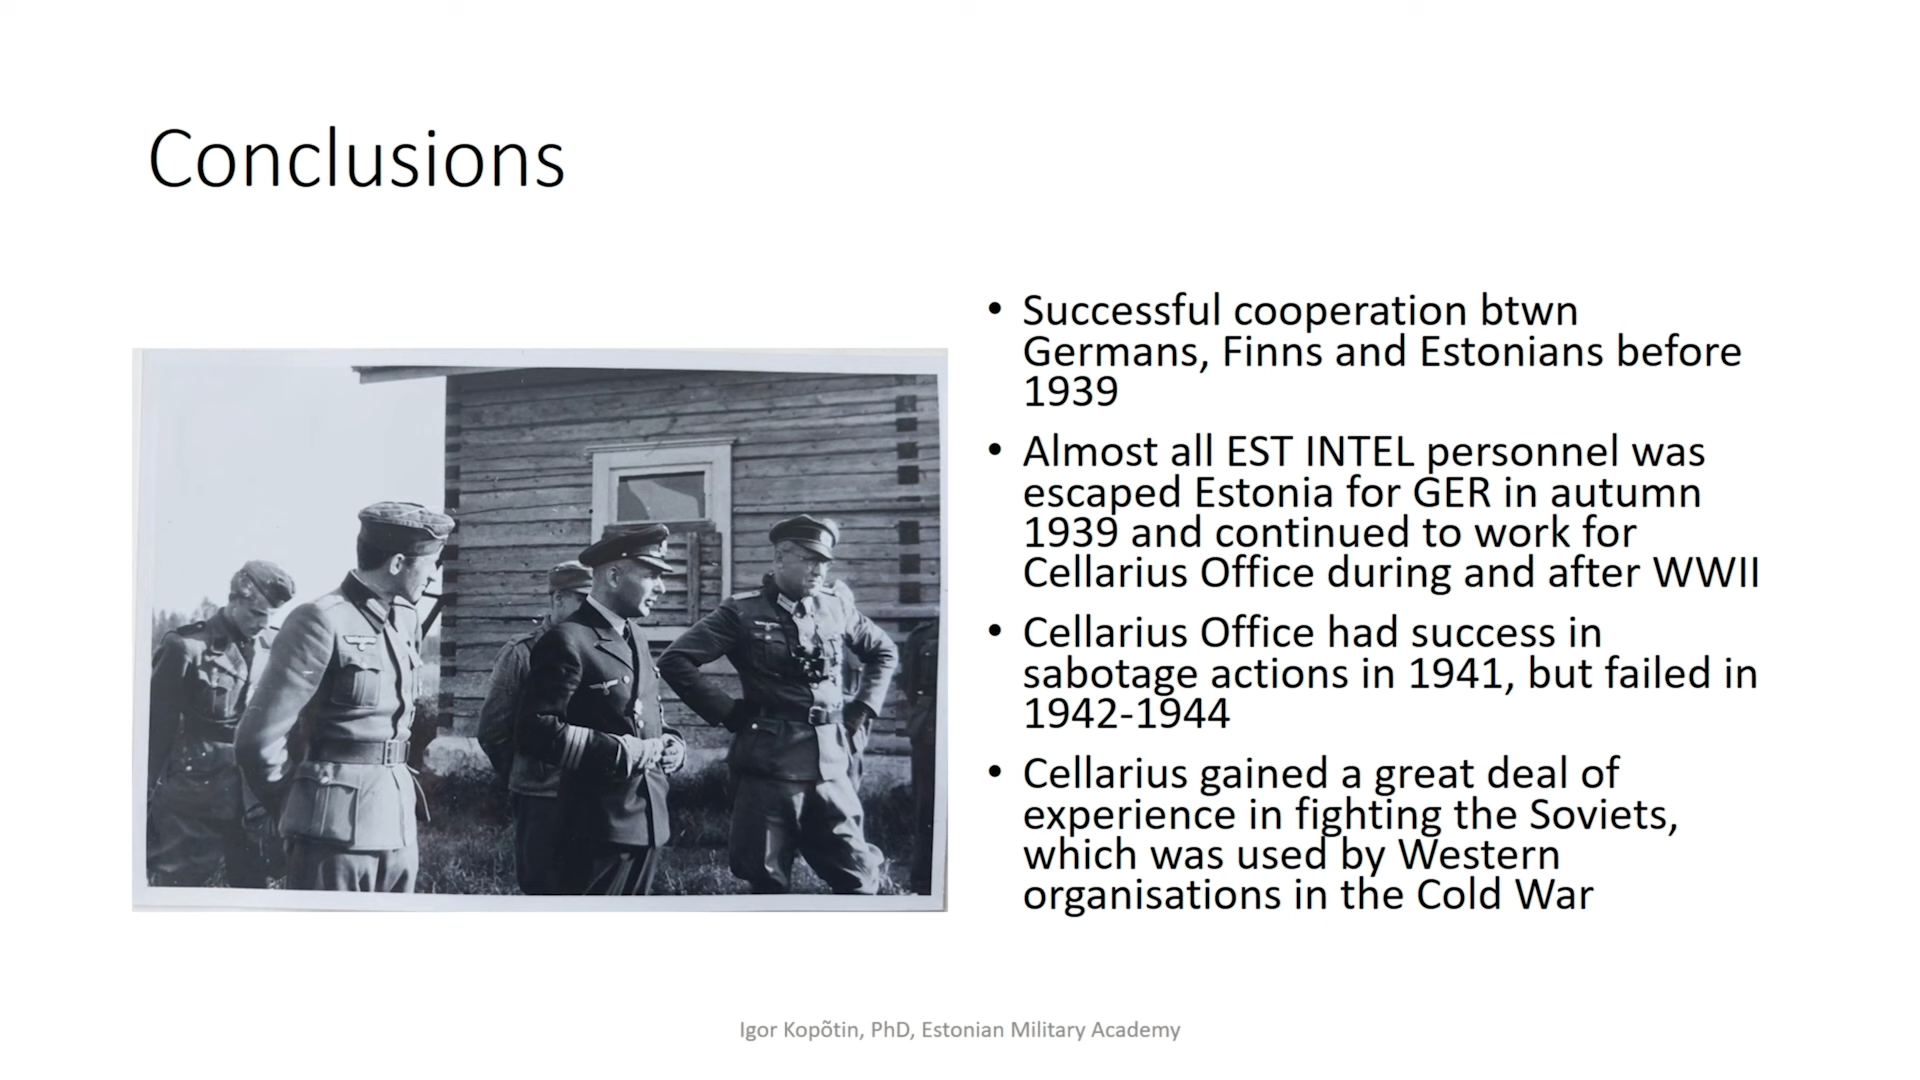 Conclusions
• Successful cooperation btwn
Germans, Finns and Estonians before
1939
• Almost all EST INTEL personnel was
escaped Estonia for GER in autumn
1939 and continued to work for
Cellarius Office during and after WWII
• Cellarius Office had success in
sabotage actions in 1941, but failed in
1942-1944
• Cellarius gained a great deal of
experience in fighting the Soviets,
which was used by Western
organisations in the Cold War
Igor Kopõtin, PhD, Estonian Military Academy